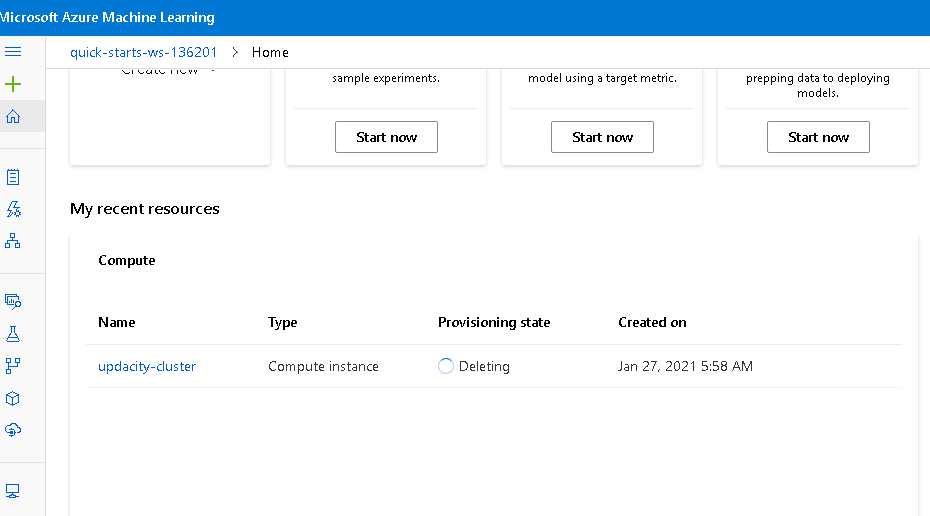 Microsoft Azure Machine Learning
quick-starts-ws-136201 > Home
Create new
sample experiments.
model using a target metric.
prepping data to deploying
models.
Start now
Start now
Start now
My recent resources
Compute
Name Type Provisioning state Created on
updacity-cluster Compute instance Deleting Jan 27, 2021 5:58 AM